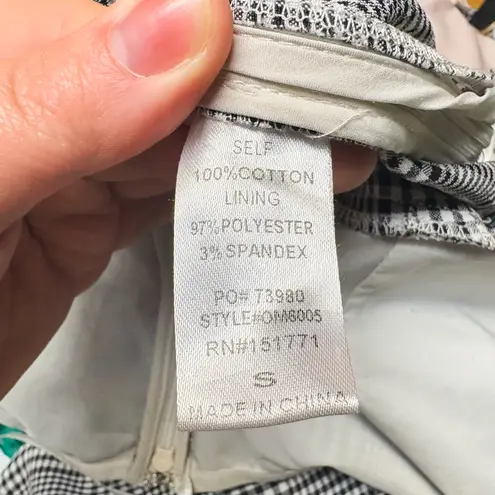 SELF
100%COTTON
LINING
97%POLYESTER
3%SPANDEX
PO# 73980
STYLE#OM6005
RN#151771
S
MADE IN CHINA